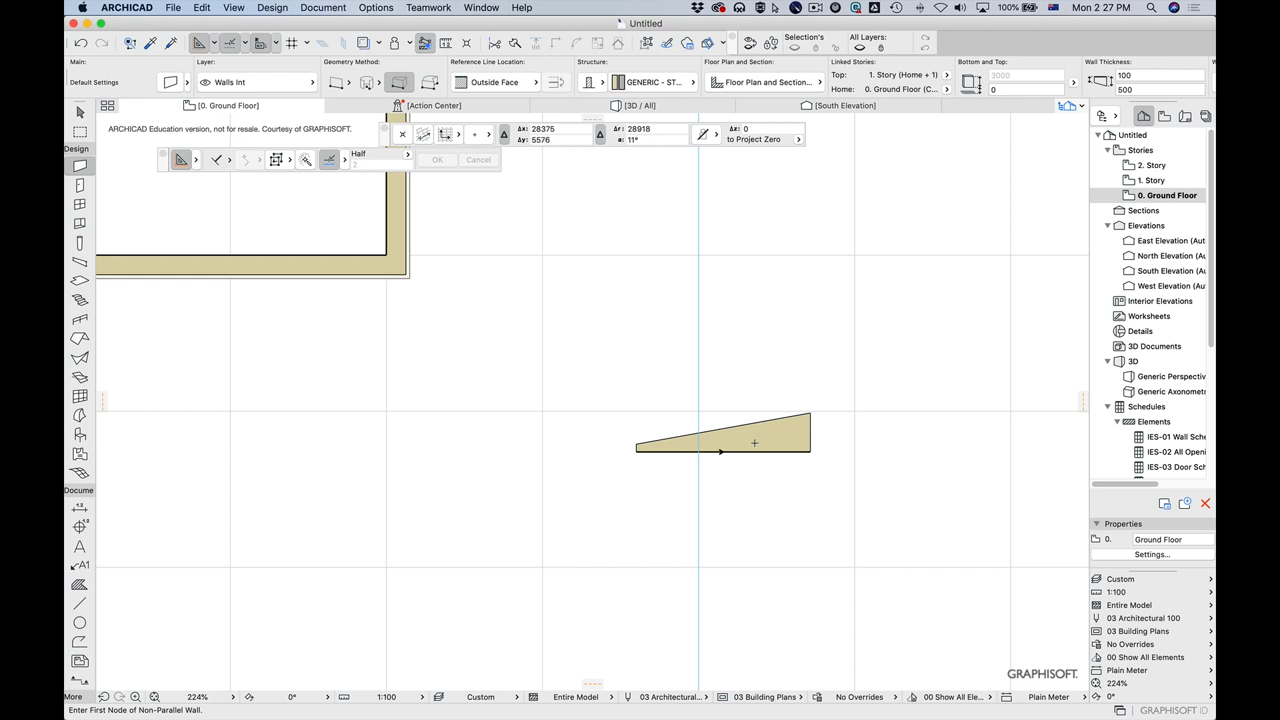 ARCHICAD File Edit View Design Document Options Teamwork Window Help 100% Mon 2 27 PM
Untitled
Selection's
All Layers:
Main: Layer: Geometry Method: Reference Line Location: Structure: Floor Plan and Section: Linked Stories: Bottom and Top: Wall Thickness:
Default Settings Walls Int Outside Face GENERIC - ST... Floor Plan and Section...
Top: 1. Story (Home + 1) 3000 100
Home: 0. Ground Floor (C... 0 500
[0. Ground Floor] [Action Center] [3D / All] [South Elevation]
ARCHICAD Education version, not for resale. Courtesy of GRAPHISOFT.
Δx: 28375 Δr: 28918 Δz: 0
Δy: 5576 a: 11° to Project Zero
Half
2
OK Cancel
Design
Docume
More
Untitled
Stories
2. Story
1. Story
0. Ground Floor
Sections
Elevations
East Elevation (Aut
North Elevation (Au
South Elevation (Au
West Elevation (Au
Interior Elevations
Worksheets
Details
3D Documents
3D
Generic Perspectiv
Generic Axonomet
Schedules
Elements
IES-01 Wall Sche
IES-02 All Openi
IES-03 Door Sch
Properties
0. Ground Floor
Settings...
Custom
1:100
Entire Model
03 Architectural 100
03 Building Plans
No Overrides
00 Show All Elements
Plain Meter
224%
0°
GRAPHISOFT.
224% 0° 1:100 Custom Entire Model 03 Architectural... 03 Building Plans No Overrides 00 Show All Ele... Plain Meter
Enter First Node of Non-Parallel Wall.
GRAPHISOFT ID